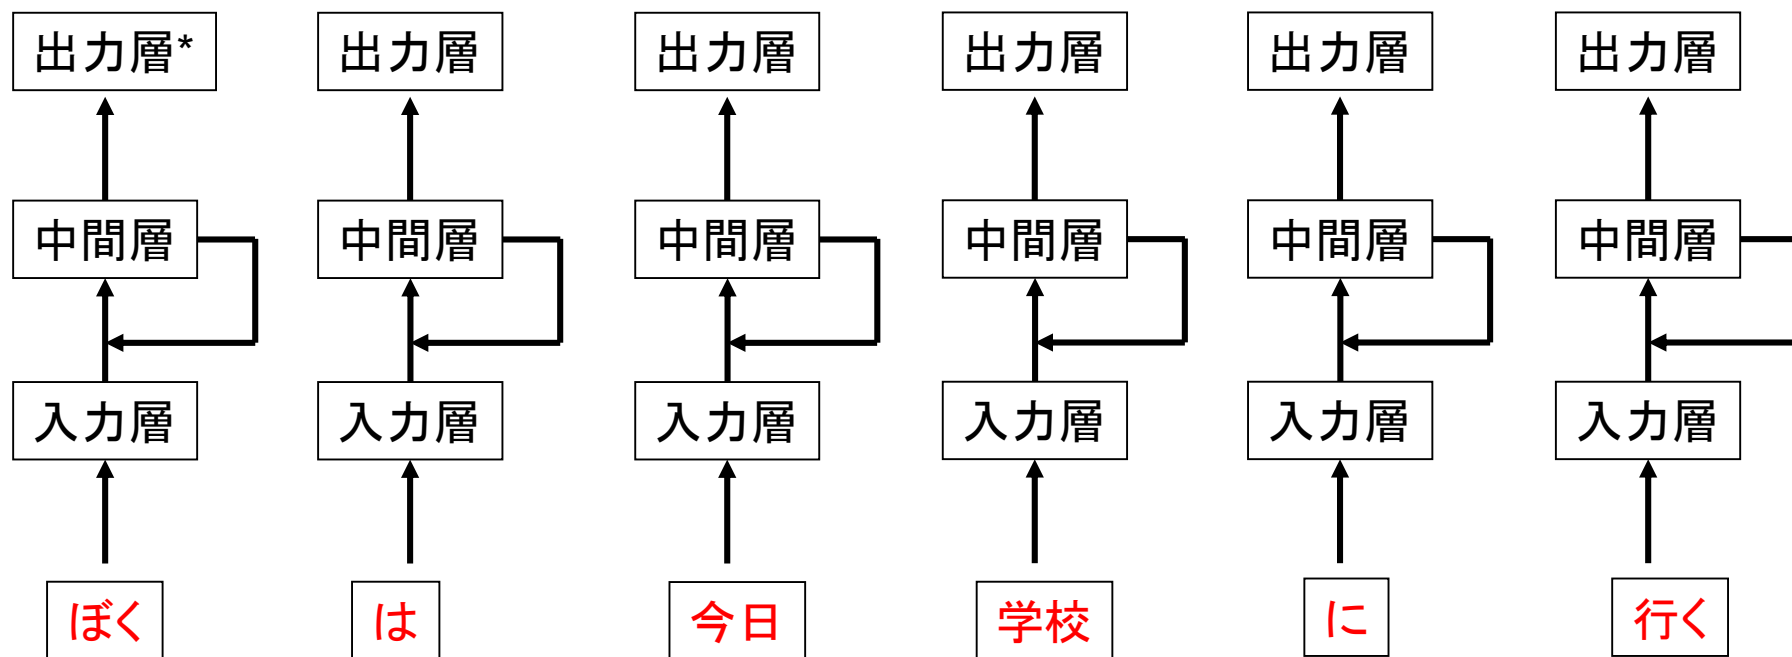 出力層* 出力層 出力層 出力層 出力層 出力層
中間層 中間層 中間層 中間層 中間層 中間層
入力層 入力層 入力層 入力層 入力層 入力層
ぼく は 今日 学校 に 行く